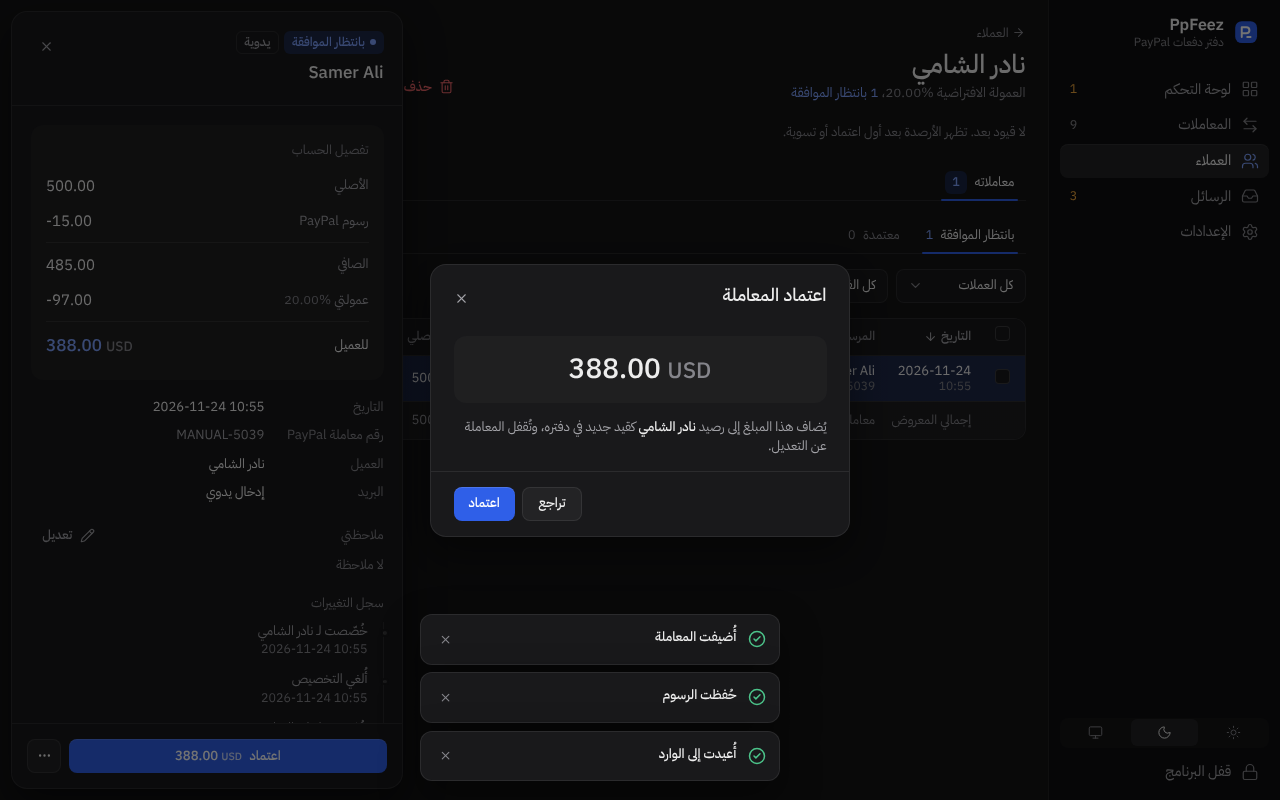 PpFeez
دفتر دفعات PayPal
لوحة التحكم 1
المعاملات 9
العملاء
الرسائل 3
الإعدادات
قفل البرنامج
العملاء
نادر الشامي
العمولة الافتراضية 20.00%، 1 بانتظار الموافقة
حذف
لا قيود بعد. تظهر الأرصدة بعد أول اعتماد أو تسوية.
معاملاته 1
بانتظار الموافقة 1
معتمدة 0
كل العملات
التاريخ
2026-11-24
10:55
إجمالي المعروض
اعتماد المعاملة
388.00 USD
يُضاف هذا المبلغ إلى رصيد نادر الشامي كقيد جديد في دفتره، وتُقفل المعاملة
عن التعديل.
تراجع
اعتماد
أُضيفت المعاملة
حُفظت الرسوم
أُعيدت إلى الوارد
بانتظار الموافقة
يدوية
Samer Ali
تفصيل الحساب
الأصلي 500.00
رسوم PayPal -15.00
الصافي 485.00
عمولتي 20.00% -97.00
للعميل 388.00 USD
التاريخ 2026-11-24 10:55
رقم معاملة PayPal MANUAL-5039
العميل نادر الشامي
البريد إدخال يدوي
ملاحظتي
تعديل
لا ملاحظة
سجل التغييرات
خُصّصت لـ نادر الشامي
2026-11-24 10:55
أُلغي التخصيص
2026-11-24 10:55
اعتماد 388.00 USD